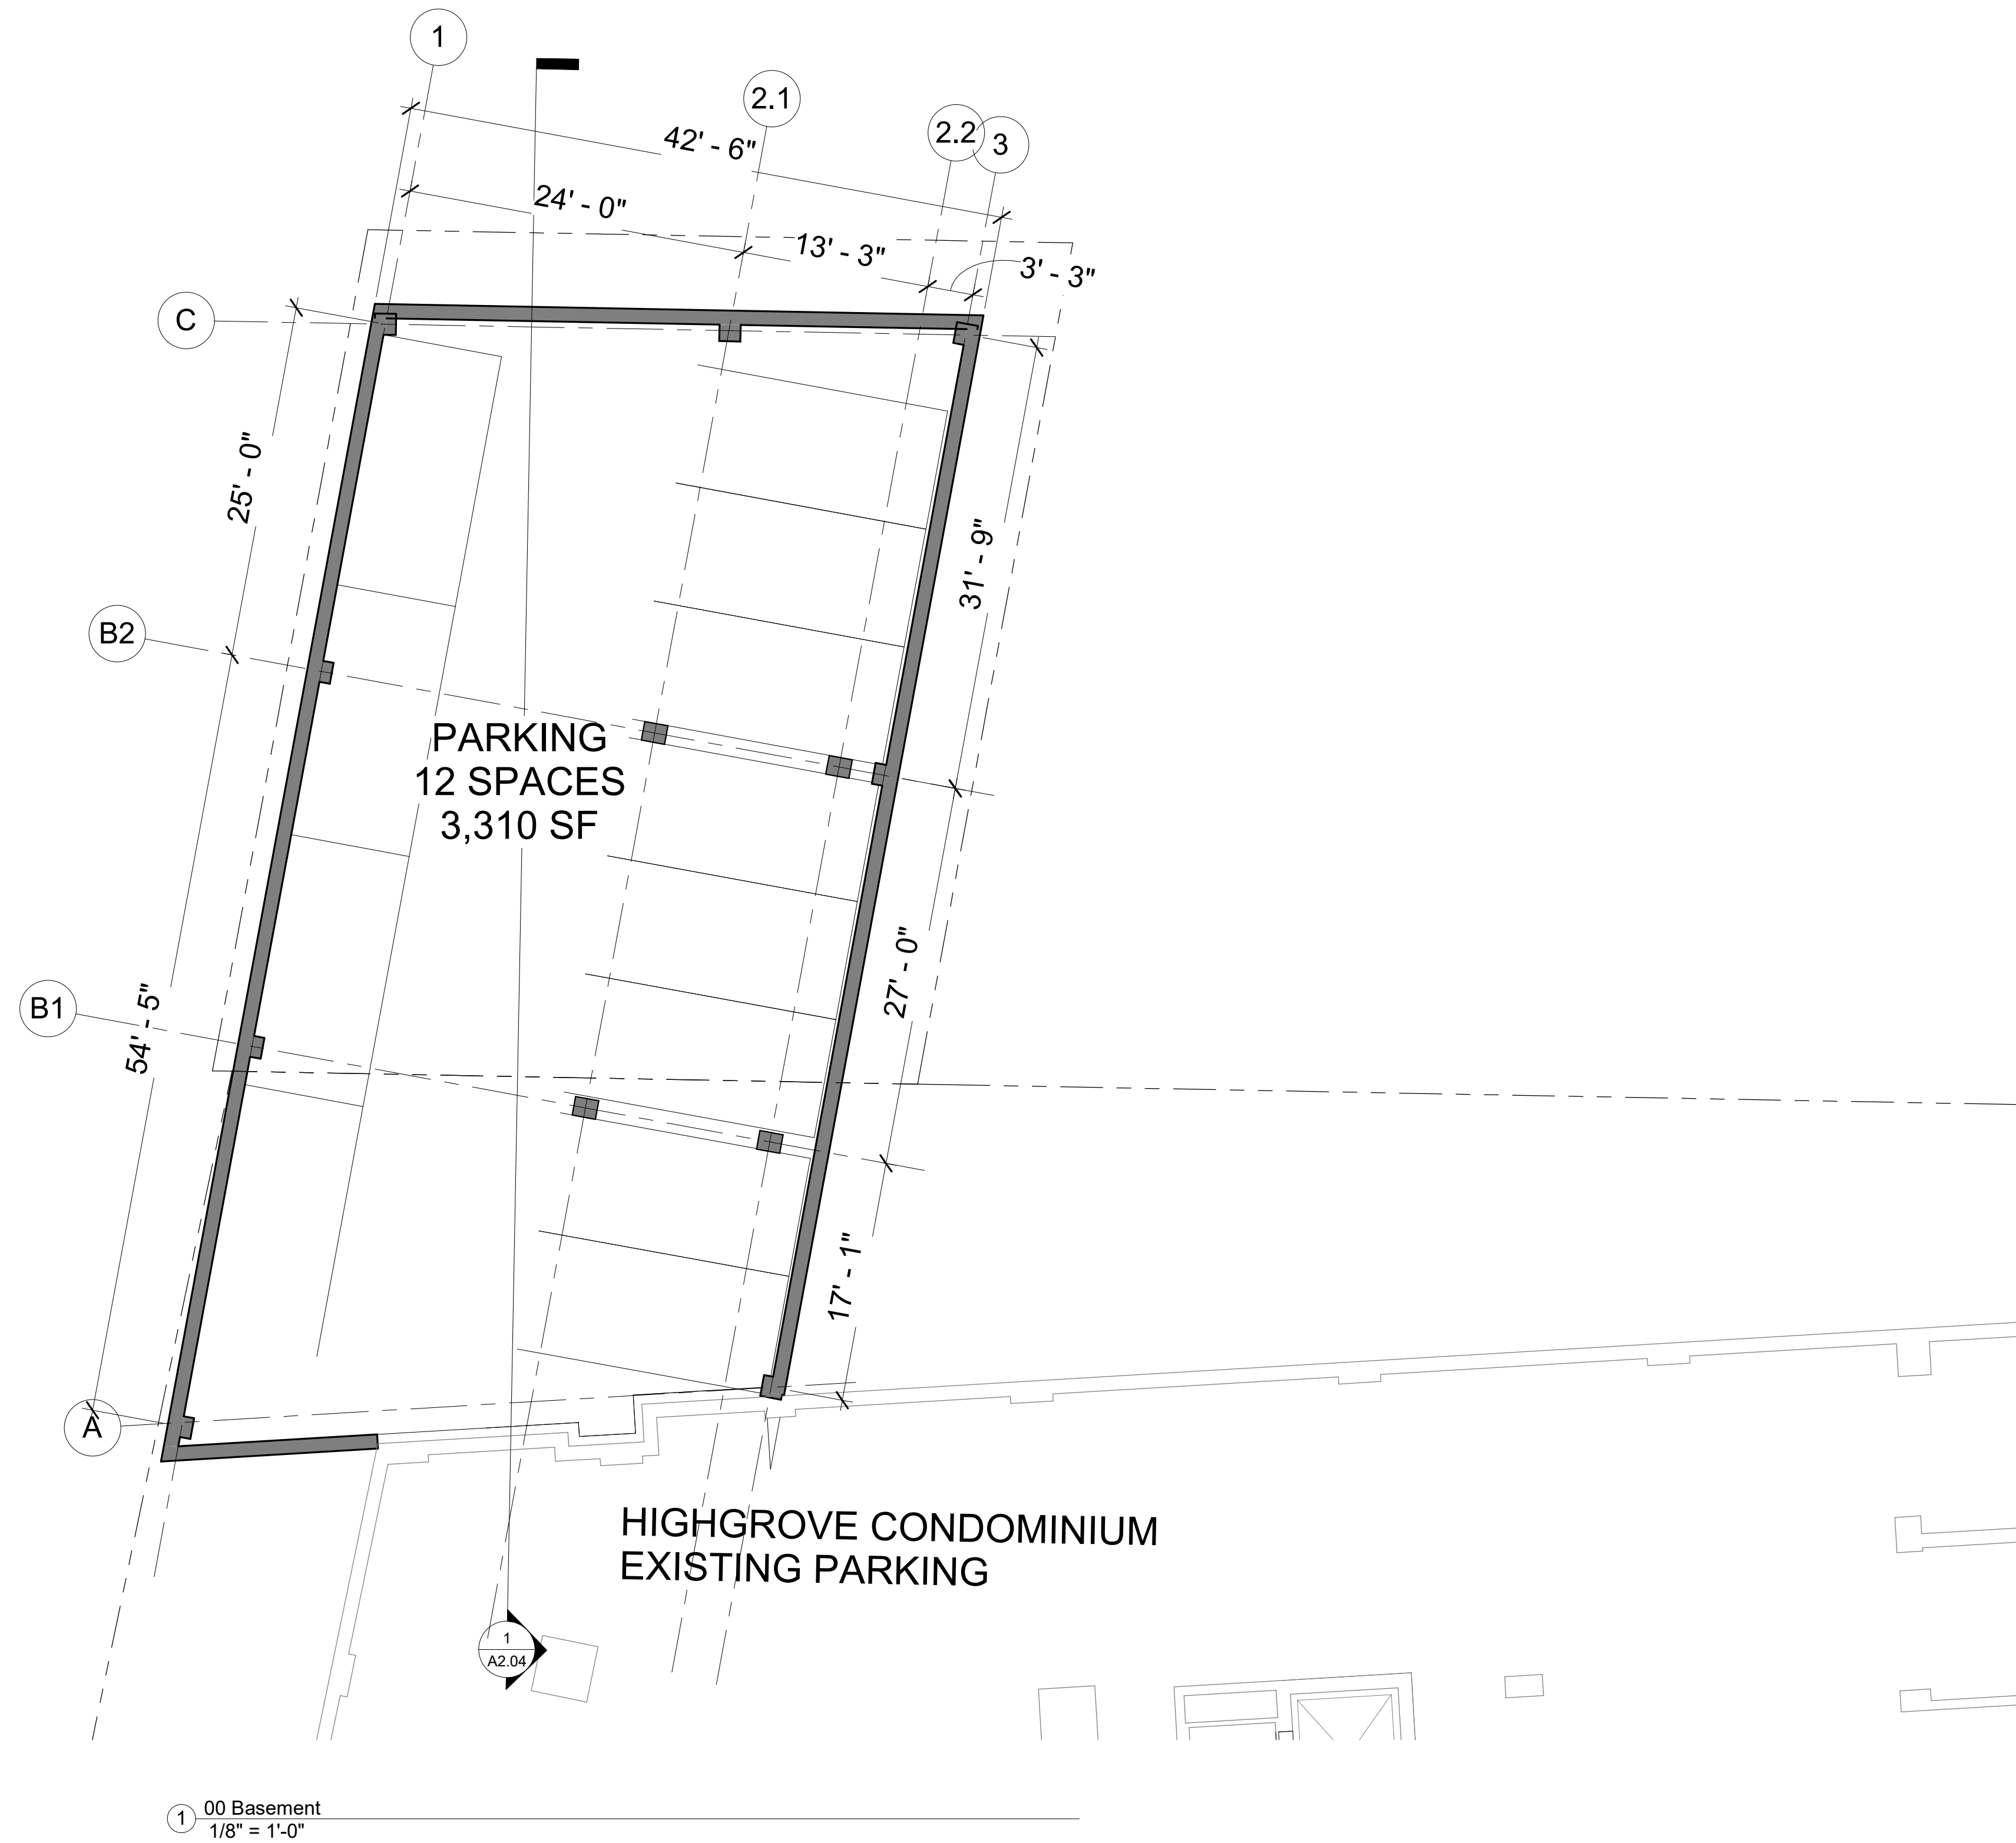 1
2.1
2.2
3
42' - 6"
24' - 0"
13' - 3"
3' - 3"
C
25' - 0"
31' - 9"
B2
PARKING
12 SPACES
3,310 SF
27' - 0"
B1
54' - 5"
17' - 1"
A
HIGHGROVE CONDOMINIUM
EXISTING PARKING
1
A2.04
1
00 Basement
1/8" = 1'-0"